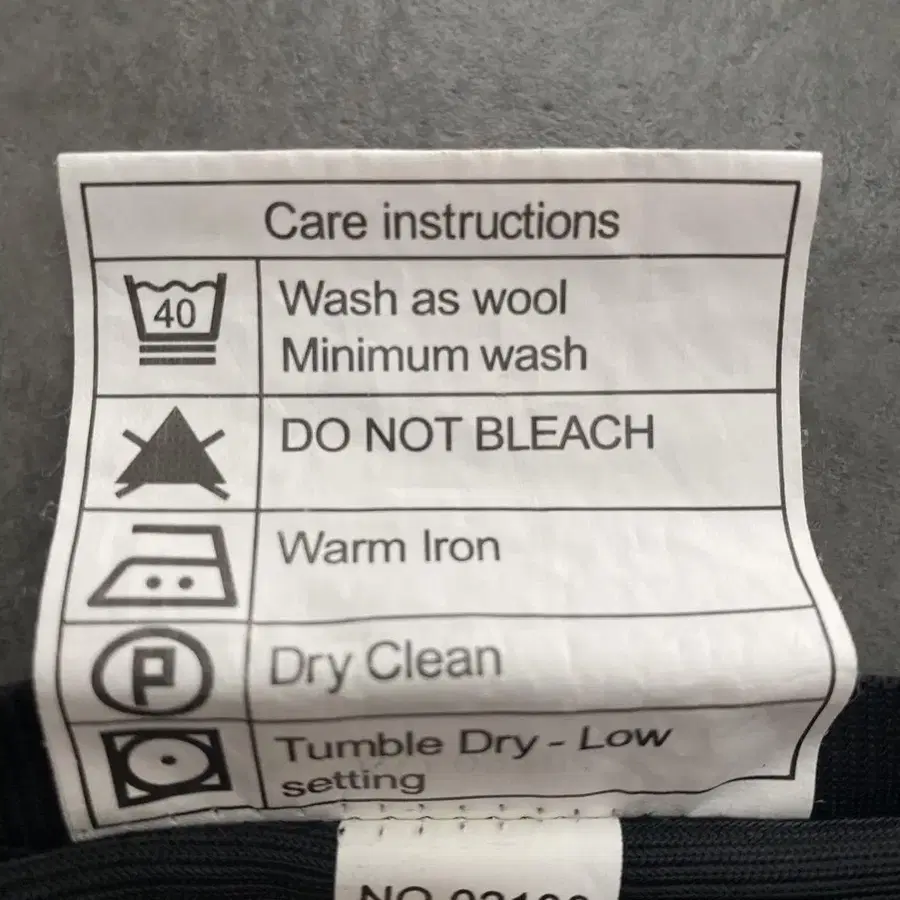 Care instructions
40
Wash as wool
Minimum wash
DO NOT BLEACH
Warm Iron
P
Dry Clean
Tumble Dry - Low
setting